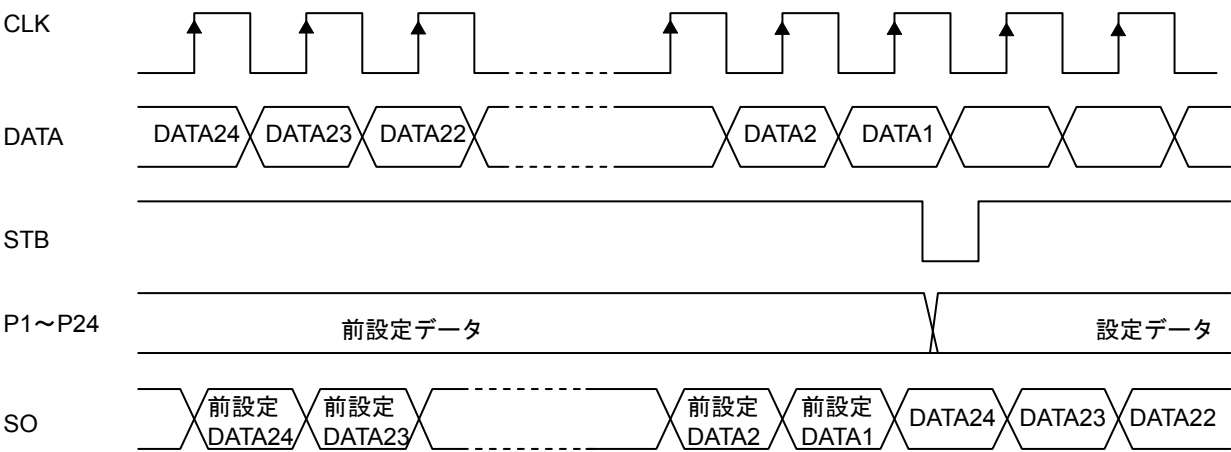 CLK
DATA
DATA24 DATA23 DATA22 DATA2 DATA1
STB
P1～P24
前設定データ 設定データ
SO
前設定 DATA24
前設定 DATA23
前設定 DATA2
前設定 DATA1
DATA24 DATA23 DATA22